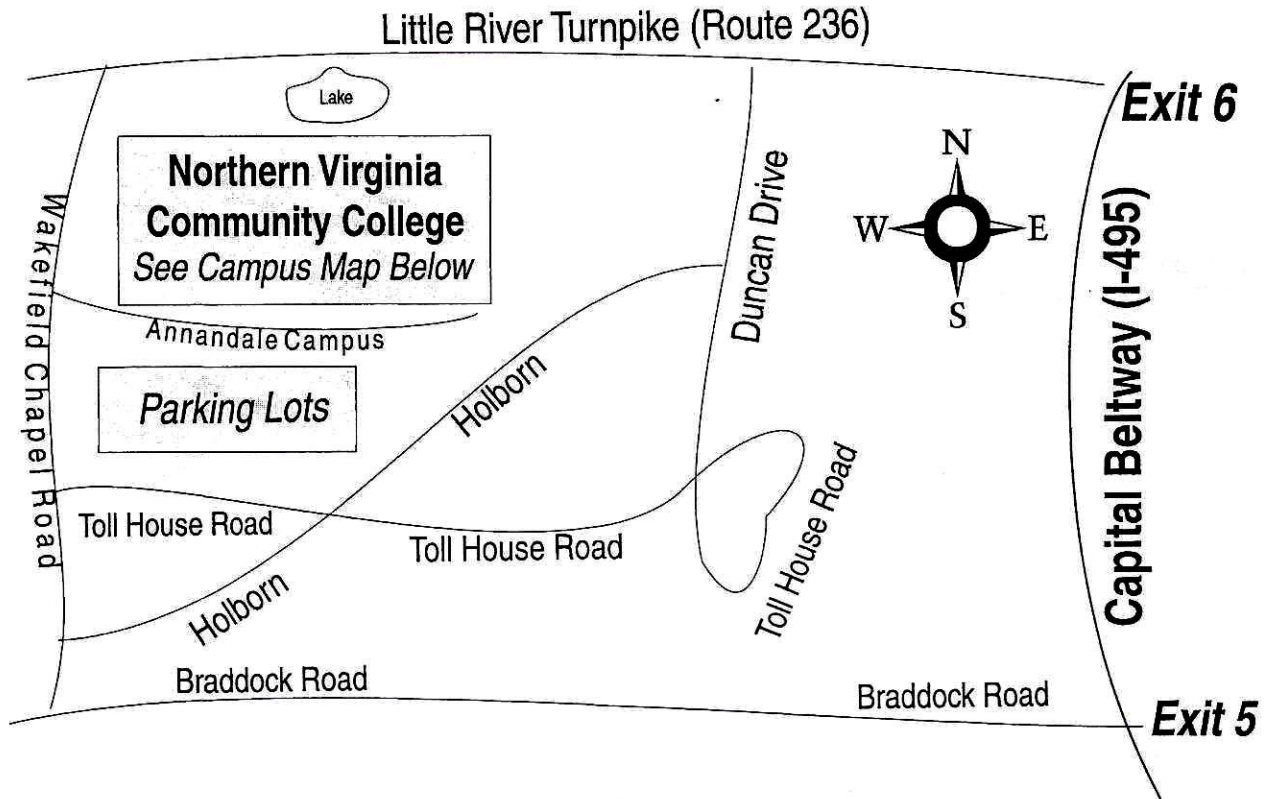 Little River Turnpike (Route 236)
Lake
Exit 6
Northern Virginia
Community College
See Campus Map Below
N
W
E
S
Wakefield Chapel Road
Duncan Drive
Capital Beltway (I-495)
Annandale Campus
Parking Lots
Holborn
Toll House Road
Toll House Road
Toll House Road
Holborn
Braddock Road
Braddock Road
Exit 5